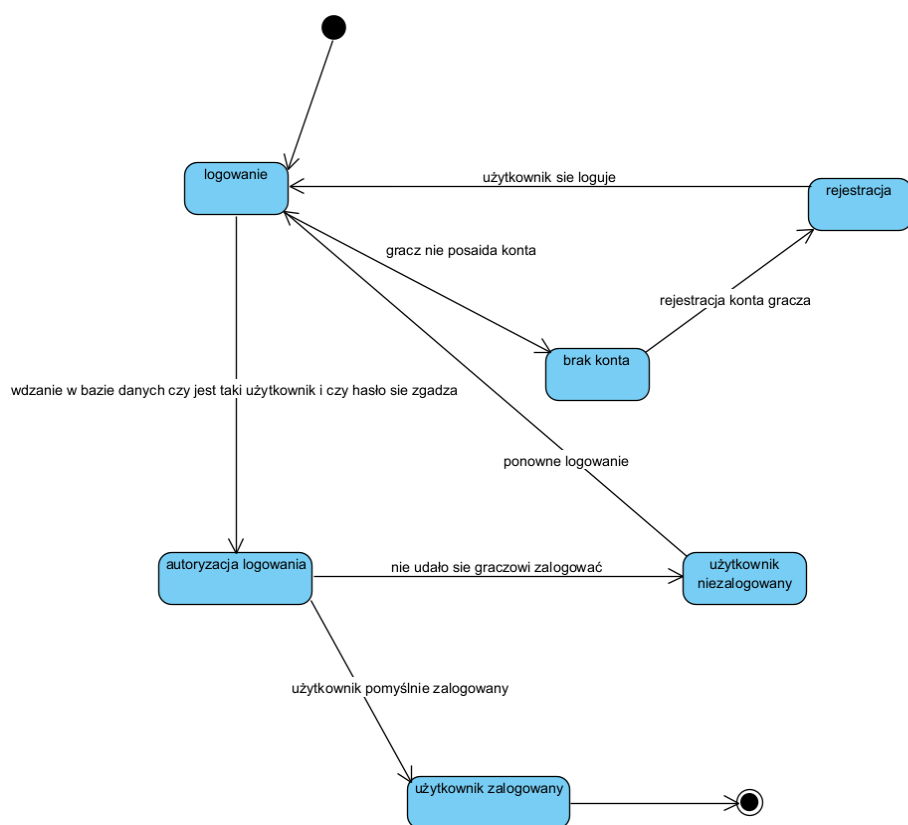 logowanie
użytkownik sie loguje
rejestracja
gracz nie posaida konta
rejestracja konta gracza
brak konta
wdzanie w bazie danych czy jest taki użytkownik i czy hasło sie zgadza
ponowne logowanie
autoryzacja logowania
nie udało sie graczowi zalogować
użytkownik
niezalogowany
użytkownik pomyślnie zalogowany
użytkownik zalogowany